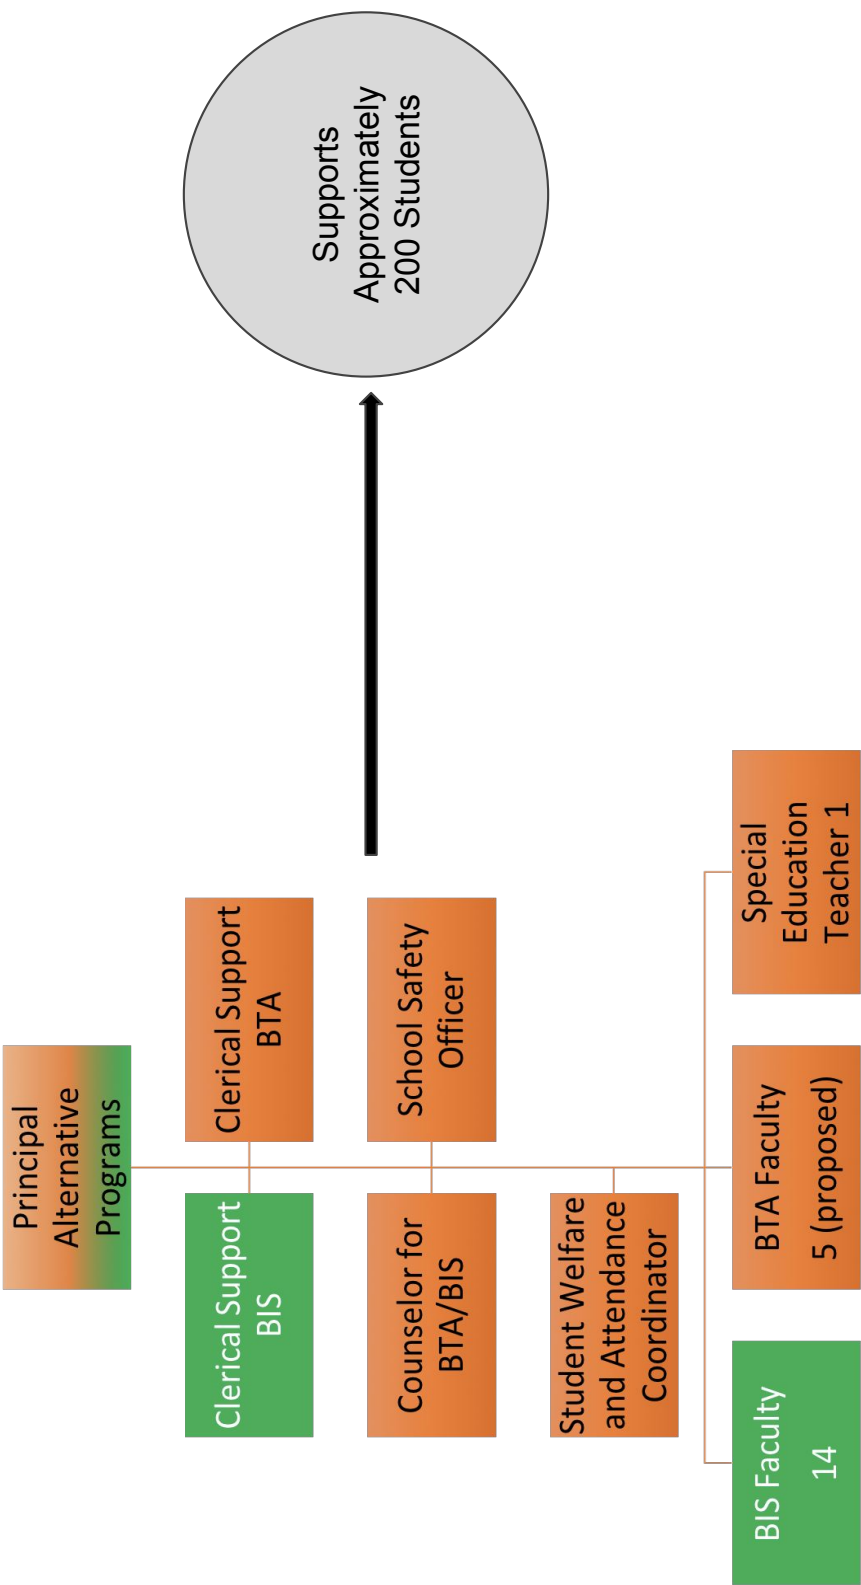 Principal
Alternative
Programs
Clerical Support
BIS
Clerical Support
BTA
Counselor for
BTA/BIS
School Safety
Officer
Student Welfare
and Attendance
Coordinator
BIS Faculty
14
BTA Faculty
5 (proposed)
Special
Education
Teacher 1
Supports
Approximately
200 Students